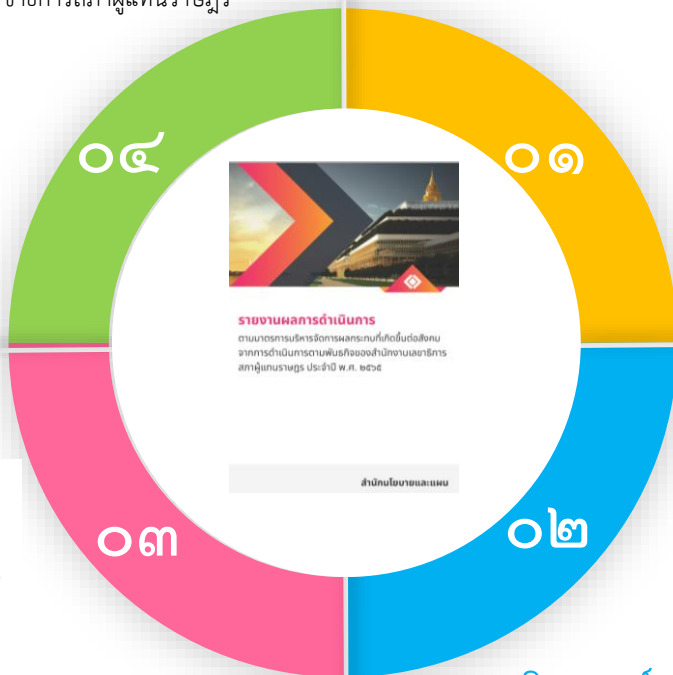 ๐๔
๐๑
รายงานผลการดำเนินการ
ตามมาตรการบริหารจัดการผลกระทบที่เกิดขึ้นต่อสังคม
จากการดำเนินการตามพันธกิจของสำนักงานเลขาธิการ
สภาผู้แทนราษฎร ประจำปี พ.ศ. ๒๕๖๕
สำนักนโยบายและแผน
๐๓
๐๒